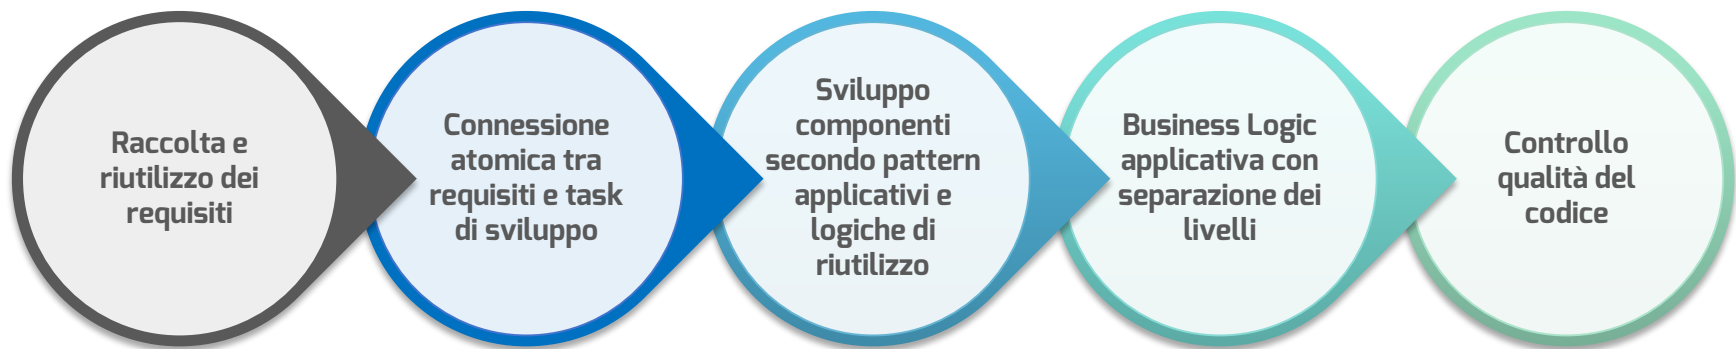 Raccolta e
riutilizzo dei
requisiti
Connessione
atomica tra
requisiti e task
di sviluppo
Sviluppo
componenti
secondo pattern
applicativi e
logiche di
riutilizzo
Business Logic
applicativa con
separazione dei
livelli
Controllo
qualità del
codice